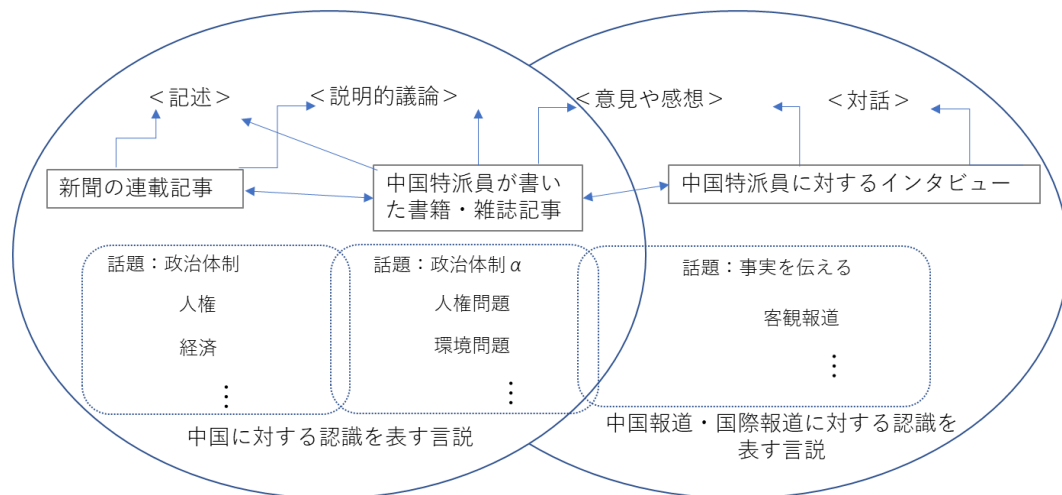 ＜記述＞
＜説明的議論＞
＜意見や感想＞
＜対話＞
新聞の連載記事
中国特派員が書い
た書籍・雑誌記事
中国特派員に対するインタビュー
話題：政治体制
人権
経済
⋮
話題：政治体制α
人権問題
環境問題
⋮
話題：事実を伝える
客観報道
⋮
中国に対する認識を表す言説
中国報道・国際報道に対する認識を
表す言説